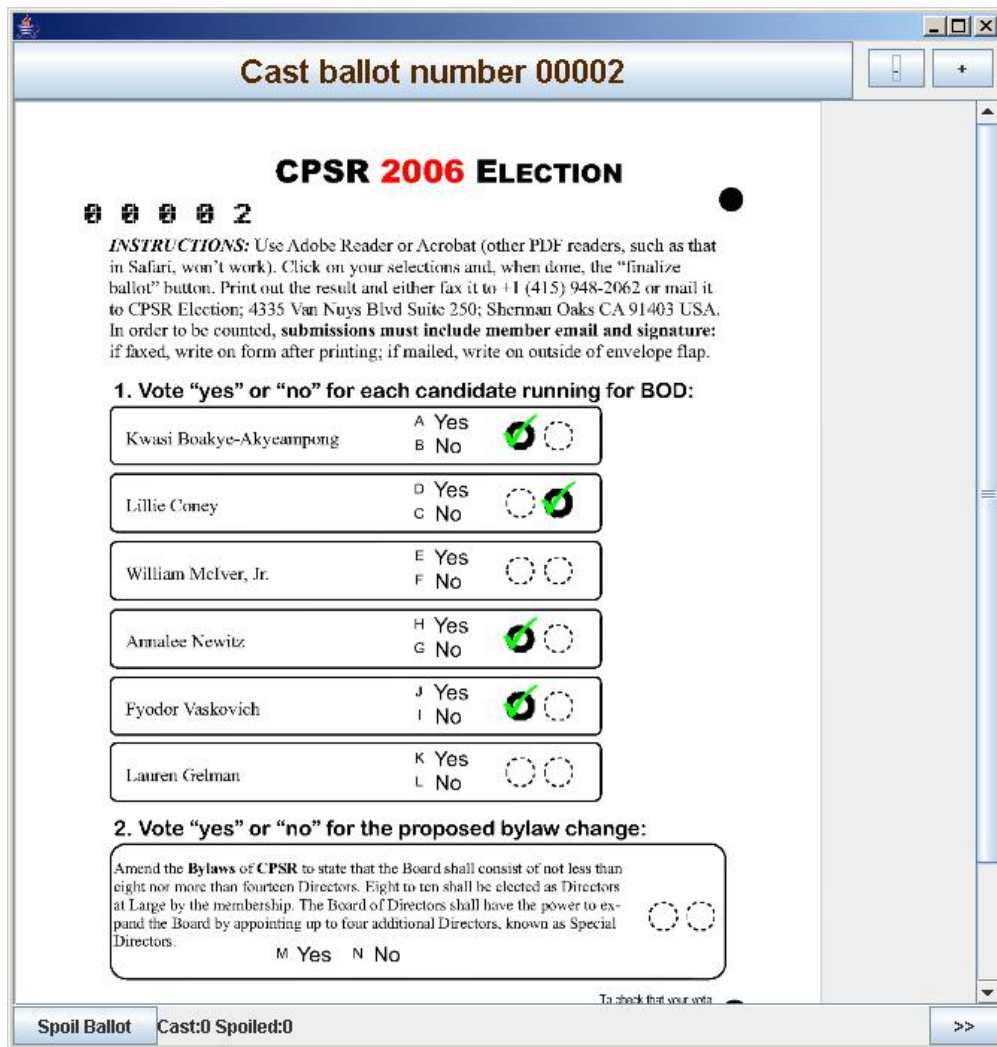 Cast ballot number 00002
- +
CPSR 2006 ELECTION
0 0 0 0 2
INSTRUCTIONS: Use Adobe Reader or Acrobat (other PDF readers, such as that
in Safari, won't work). Click on your selections and, when done, the “finalize
ballot” button. Print out the result and either fax it to +1 (415) 948-2062 or mail it
to CPSR Election; 4335 Van Nuys Blvd Suite 250; Sherman Oaks CA 91403 USA.
In order to be counted, submissions must include member email and signature:
if faxed, write on form after printing; if mailed, write on outside of envelope flap.
1. Vote “yes” or “no” for each candidate running for BOD:
Kwasi Boakye-Akyeampong
A Yes
B No
Lillie Coney
D Yes
C No
William McIver, Jr.
E Yes
F No
Annalee Newitz
H Yes
G No
Fyodor Vaskovich
J Yes
I No
Lauren Gelman
K Yes
L No
2. Vote “yes” or “no” for the proposed bylaw change:
Amend the Bylaws of CPSR to state that the Board shall consist of not less than
eight nor more than fourteen Directors. Eight to ten shall be elected as Directors
at Large by the membership. The Board of Directors shall have the power to ex-
pand the Board by appointing up to four additional Directors, known as Special
Directors.
M Yes N No
To check that your vote
Spoil Ballot Cast:0 Spoiled:0 >>